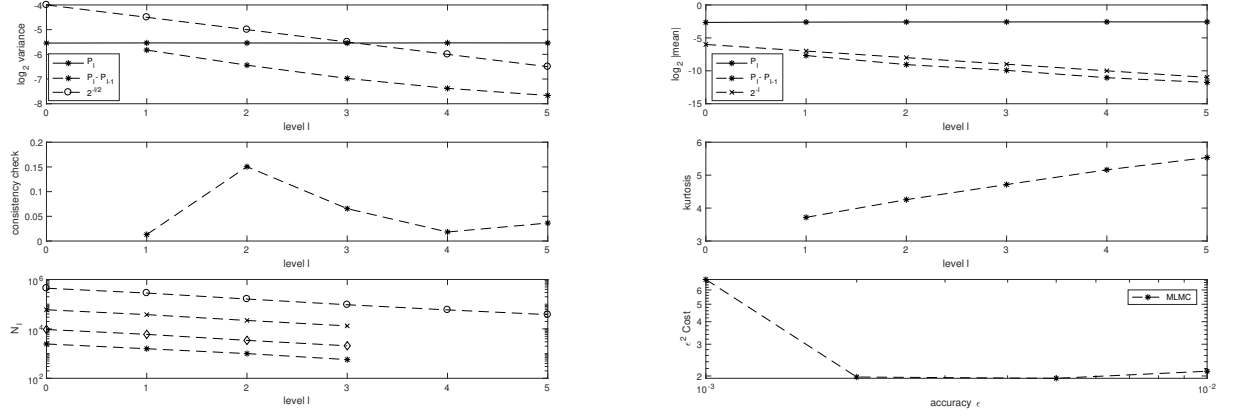 -4
-5
-6
-7
-8
log2 variance
P_l
P_l - P_l-1
2^-l/2
0 1 2 3 4 5
level l
0
-5
-10
-15
log2 |mean|
P_l
P_l - P_l-1
2^-l
0 1 2 3 4 5
level l
0.2
0.15
0.1
0.05
0
consistency check
0 1 2 3 4 5
level l
6
5
4
3
kurtosis
0 1 2 3 4 5
level l
10^6
10^4
10^2
N_l
0 1 2 3 4 5
level l
6
5
4
3
2
ϵ^2 Cost
MLMC
10^-3 10^-2
accuracy ϵ